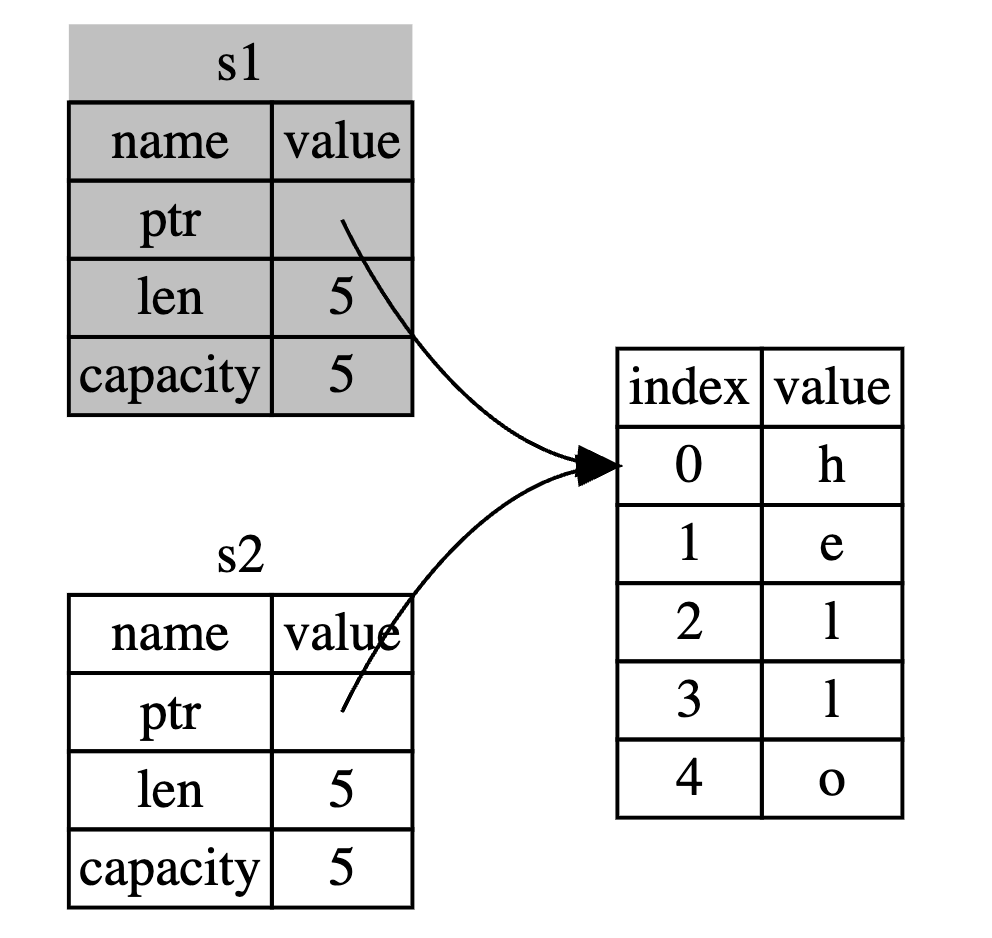 s1
name value
ptr
len 5
capacity 5
s2
name value
ptr
len 5
capacity 5
index value
0 h
1 e
2 l
3 l
4 o